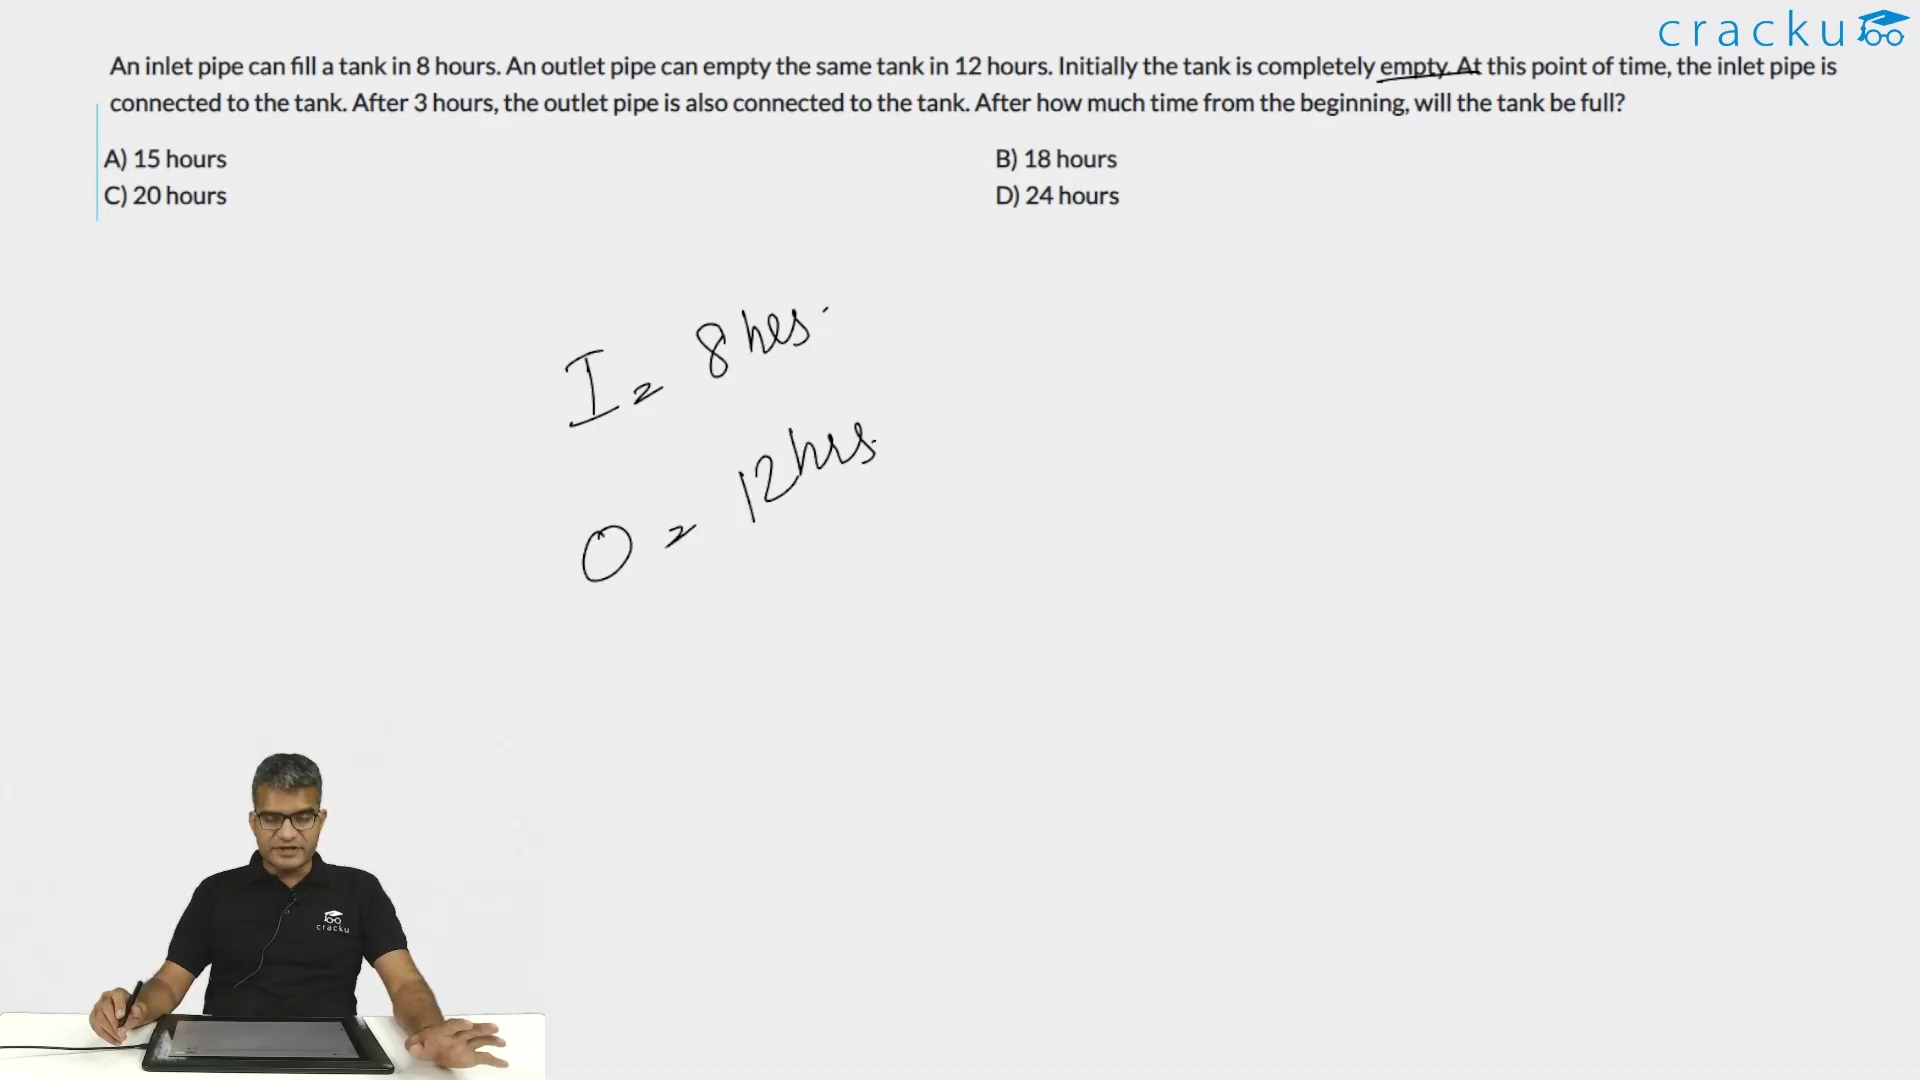 cracku
An inlet pipe can fill a tank in 8 hours. An outlet pipe can empty the same tank in 12 hours. Initially the tank is completely empty. At this point of time, the inlet pipe is
connected to the tank. After 3 hours, the outlet pipe is also connected to the tank. After how much time from the beginning, will the tank be full?
A) 15 hours
B) 18 hours
C) 20 hours
D) 24 hours
I = 8 hrs.
O = 12 hrs.
cracku